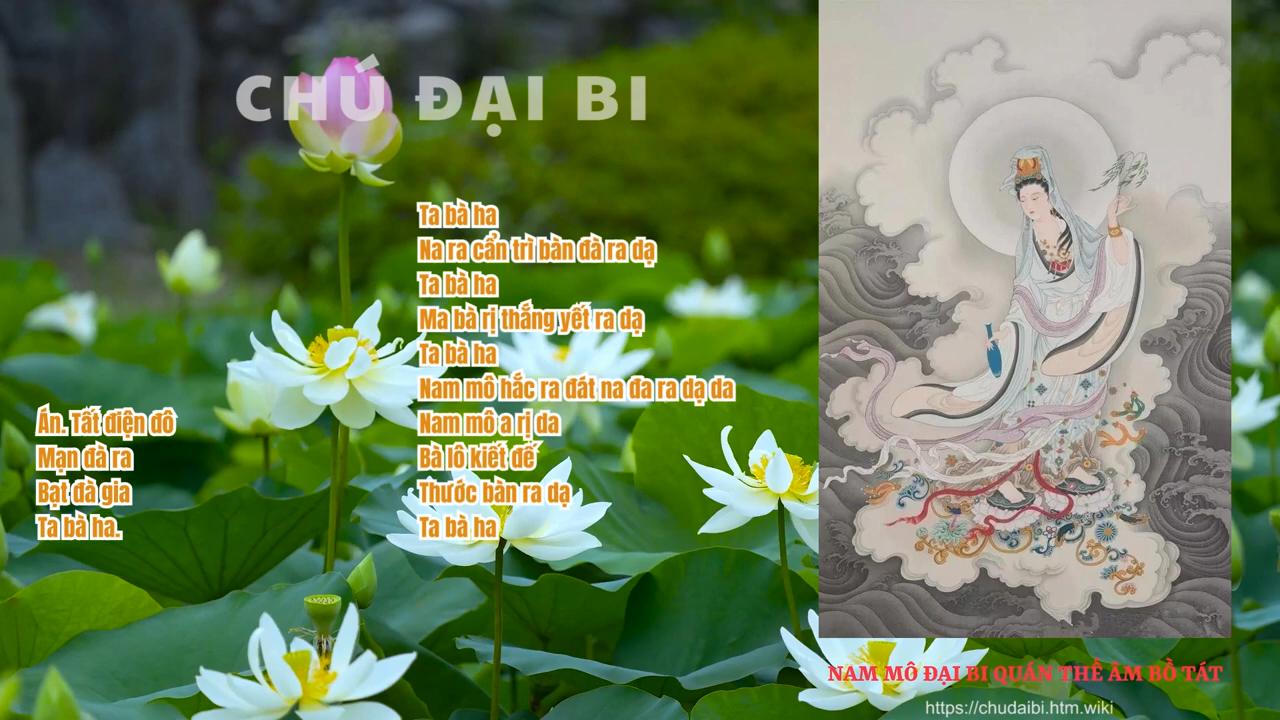 CHÚ ĐẠI BI
Ta bà ha
Na ra cẩn trì bàn đà ra dạ
Ta bà ha
Ma bà rị thắng yết ra dạ
Ta bà ha
Nam mô hắc ra đát na đa ra dạ da
Nam mô a rị da
Bà lô kiết đế
Thước bàn ra dạ
Ta bà ha
Án. Tất điện đô
Mạn đà ra
Bạt đà gia
Ta bà ha.
NAM MÔ ĐẠI BI QUÁN THẾ ÂM BỒ TÁT
https://chudaibi.htm.wiki